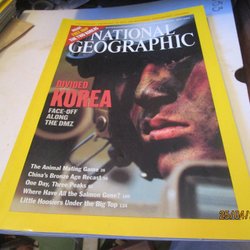 NATIONAL
GEOGRAPHIC
DIVIDED
KOREA
FACE-OFF
ALONG
THE DMZ
The Animal Mating Game
China's Bronze Age Recast
One Day, Three Peaks
Where Have All the Salmon Gone?
Little Hoosiers Under the Big Top